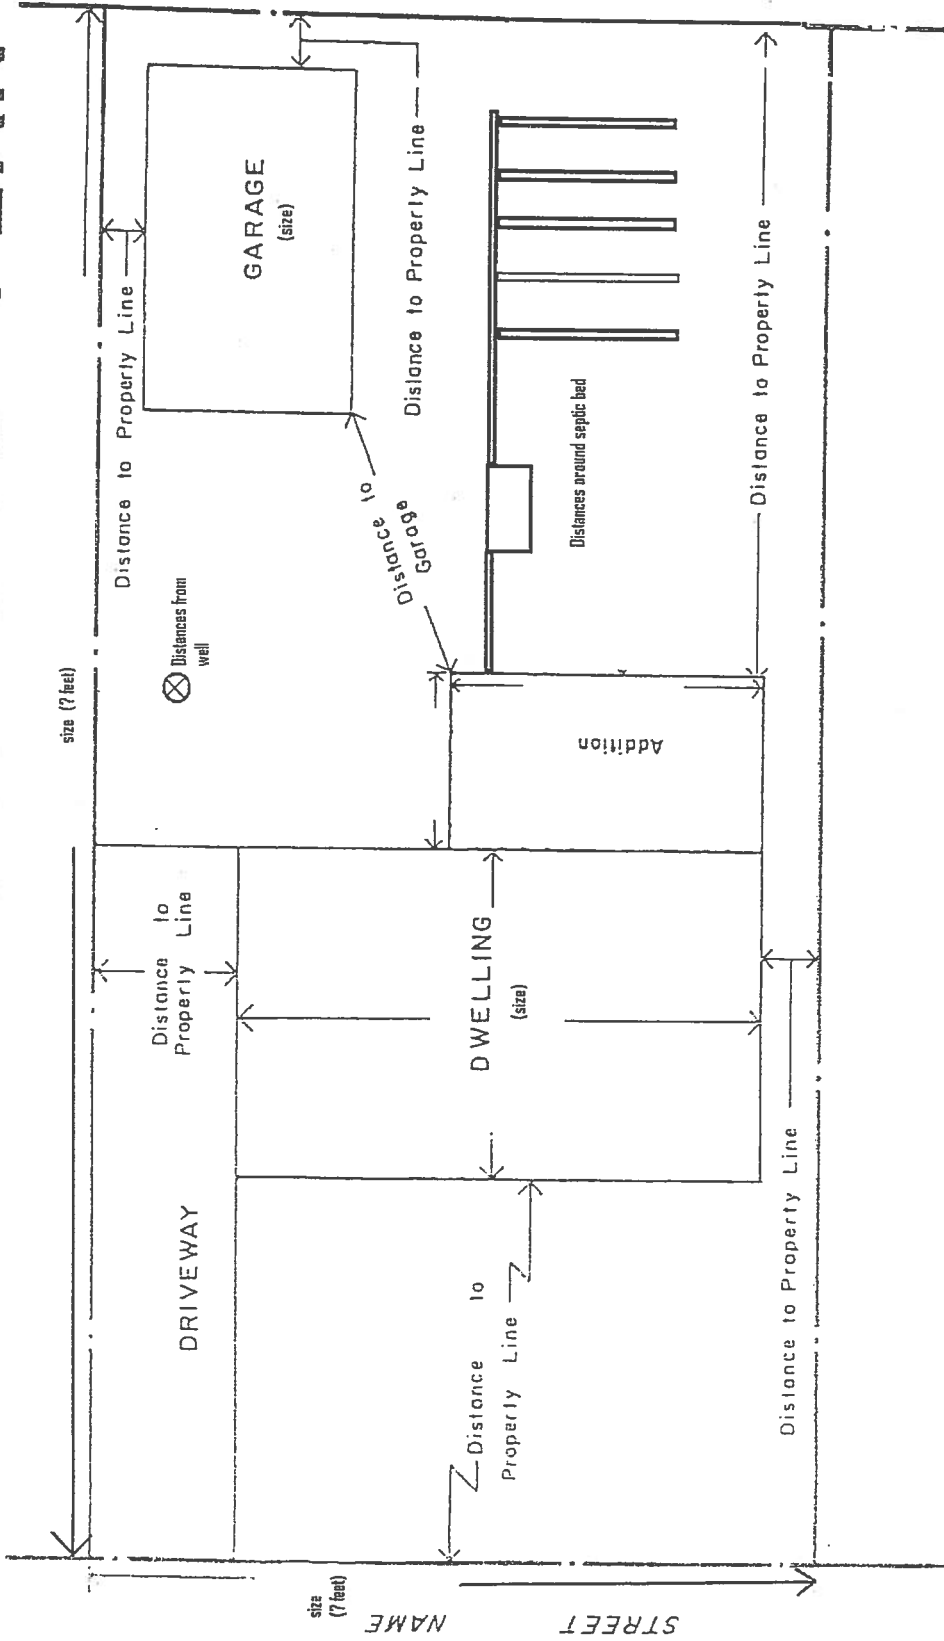 size (? feet)
Distance to Property Line
GARAGE
(size)
Distance to Property Line
Distances from
well
Distance to
Garage
Distances around septic bed
Distance to Property Line
Addition
Distance to
Property Line
DWELLING
(size)
DRIVEWAY
Distance to
Property Line
Distance to Property Line
size
(? feet)
STREET NAME